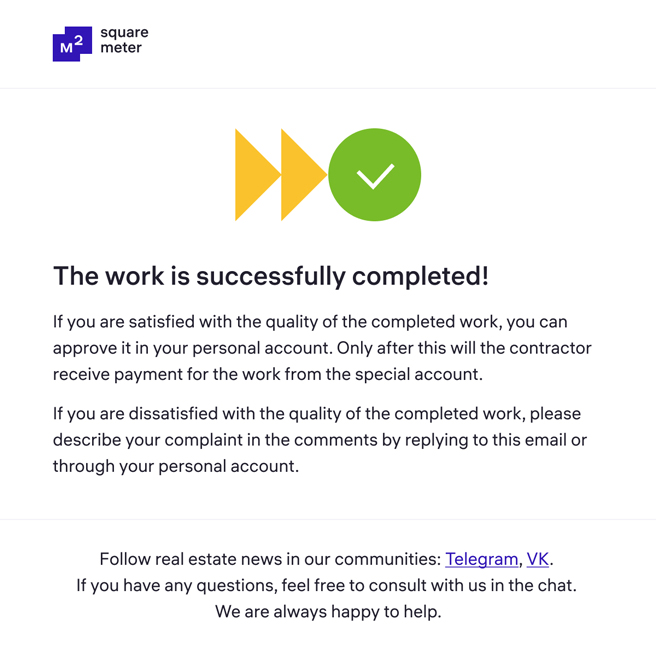 M2
square
meter
The work is successfully completed!
If you are satisfied with the quality of the completed work, you can
approve it in your personal account. Only after this will the contractor
receive payment for the work from the special account.
If you are dissatisfied with the quality of the completed work, please
describe your complaint in the comments by replying to this email or
through your personal account.
Follow real estate news in our communities: Telegram, VK.
If you have any questions, feel free to consult with us in the chat.
We are always happy to help.